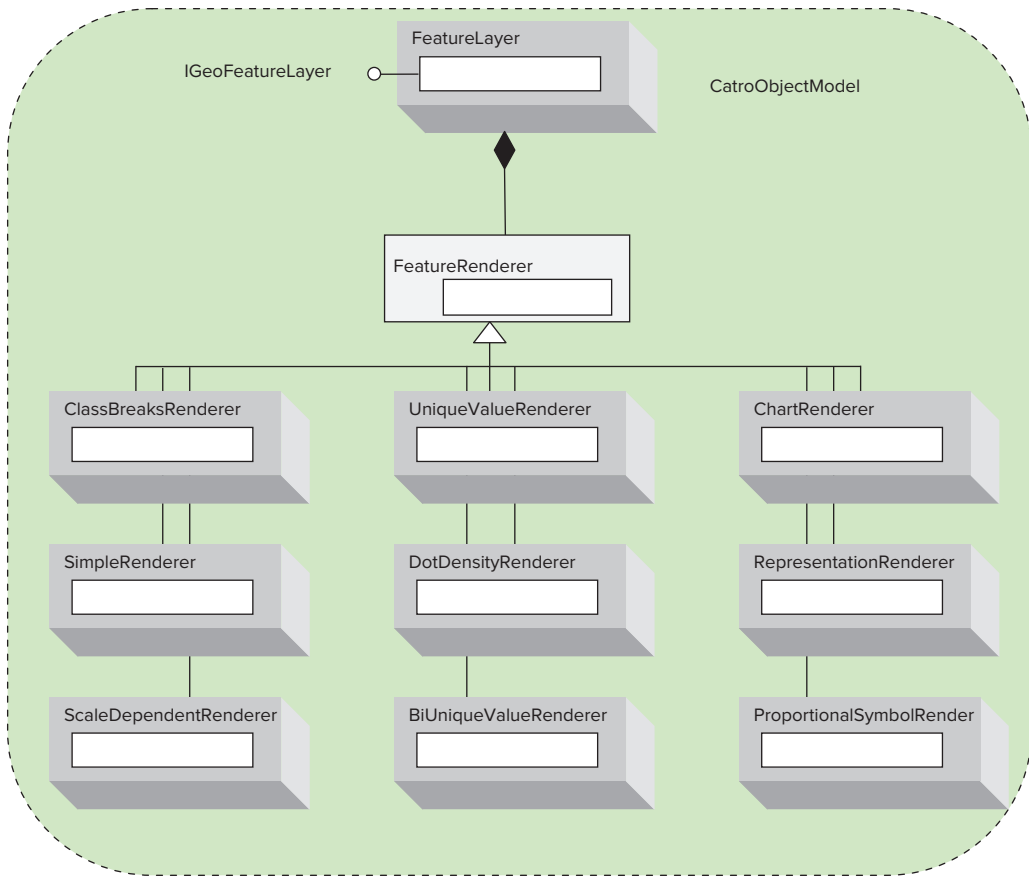 FeatureLayer
IGeoFeatureLayer
CatroObjectModel
FeatureRenderer
ClassBreaksRenderer
UniqueValueRenderer
ChartRenderer
SimpleRenderer
DotDensityRenderer
RepresentationRenderer
ScaleDependentRenderer
BiUniqueValueRenderer
ProportionalSymbolRender